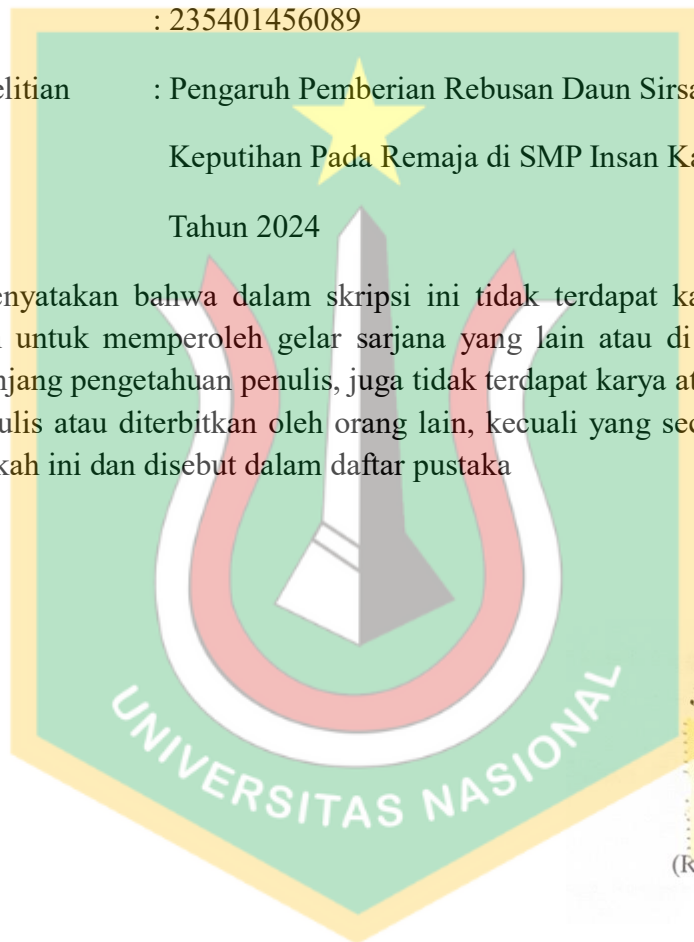 : 235401456089
elitian : Pengaruh Pemberian Rebusan Daun Sirsa
Keputihan Pada Remaja di SMP Insan Ka
Tahun 2024
enyatakan bahwa dalam skripsi ini tidak terdapat ka
untuk memperoleh gelar sarjana yang lain atau di
njang pengetahuan penulis, juga tidak terdapat karya at
ulis atau diterbitkan oleh orang lain, kecuali yang sec
kah ini dan disebut dalam daftar pustaka
UNIVERSITAS NASIONAL
(R